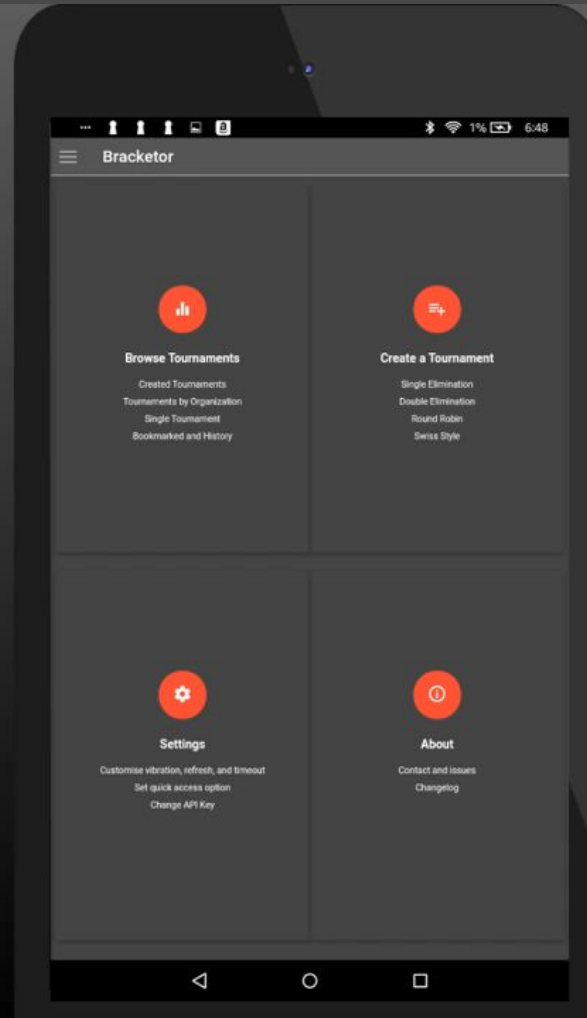 1% 6:48
Bracketor
Browse Tournaments
Created Tournaments
Tournaments by Organization
Single Tournament
Bookmarked and History
Create a Tournament
Single Elimination
Double Elimination
Round Robin
Swiss Style
Settings
Customise vibration, refresh, and timeout
Set quick access option
Change API Key
About
Contact and issues
Changelog